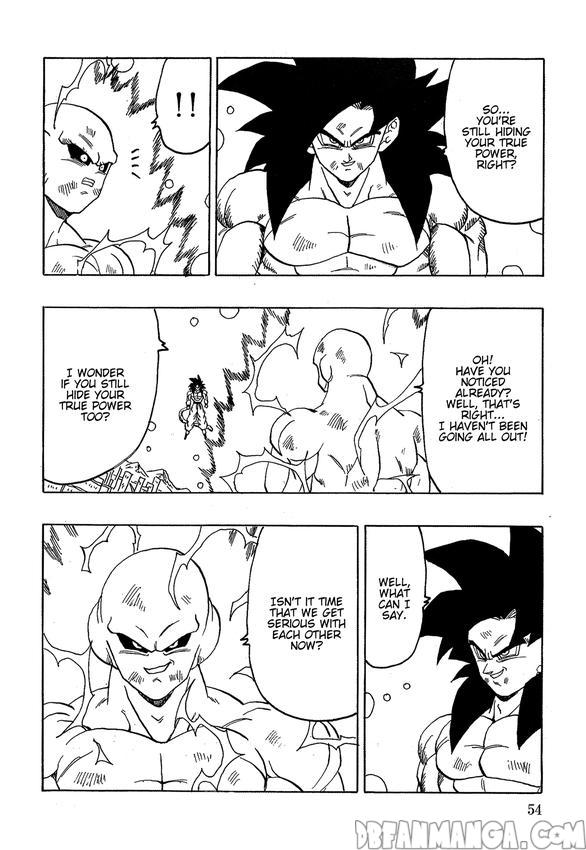 SO...
YOU'RE
STILL HIDING
YOUR TRUE
POWER,
RIGHT?
!!
OH!
HAVE YOU
NOTICED
ALREADY?
WELL, THAT'S
RIGHT...
I HAVEN'T BEEN
GOING ALL OUT!
I WONDER
IF YOU STILL
HIDE YOUR
TRUE POWER
TOO?
WELL,
WHAT
CAN I
SAY.
ISN'T IT TIME
THAT WE GET
SERIOUS WITH
EACH OTHER
NOW?
54
DBFANMANGA.COM